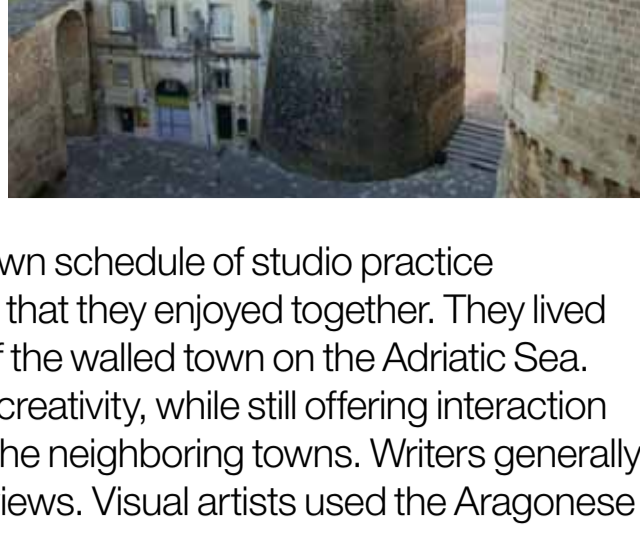 wn schedule of studio practice
that they enjoyed together. They lived
the walled town on the Adriatic Sea.
creativity, while still offering interaction
he neighboring towns. Writers generally
iews. Visual artists used the Aragonese